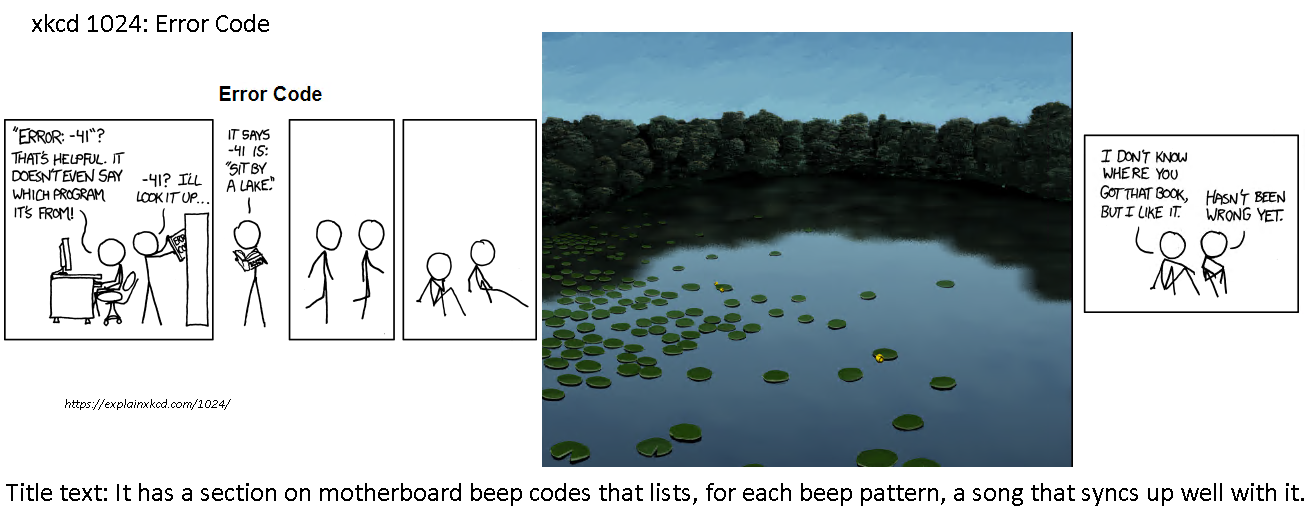 xkcd 1024: Error Code
Error Code
"ERROR: -41"?
THAT'S HELPFUL. IT
DOESN'T EVEN SAY
WHICH PROGRAM
IT'S FROM!
-41? I'LL
LOOK IT UP...
IT SAYS
-41 IS:
"SIT BY
A LAKE."
I DON'T KNOW
WHERE YOU
GOT THAT BOOK,
BUT I LIKE IT.
HASN'T BEEN
WRONG YET.
https://explainxkcd.com/1024/
Title text: It has a section on motherboard beep codes that lists, for each beep pattern, a song that syncs up well with it.